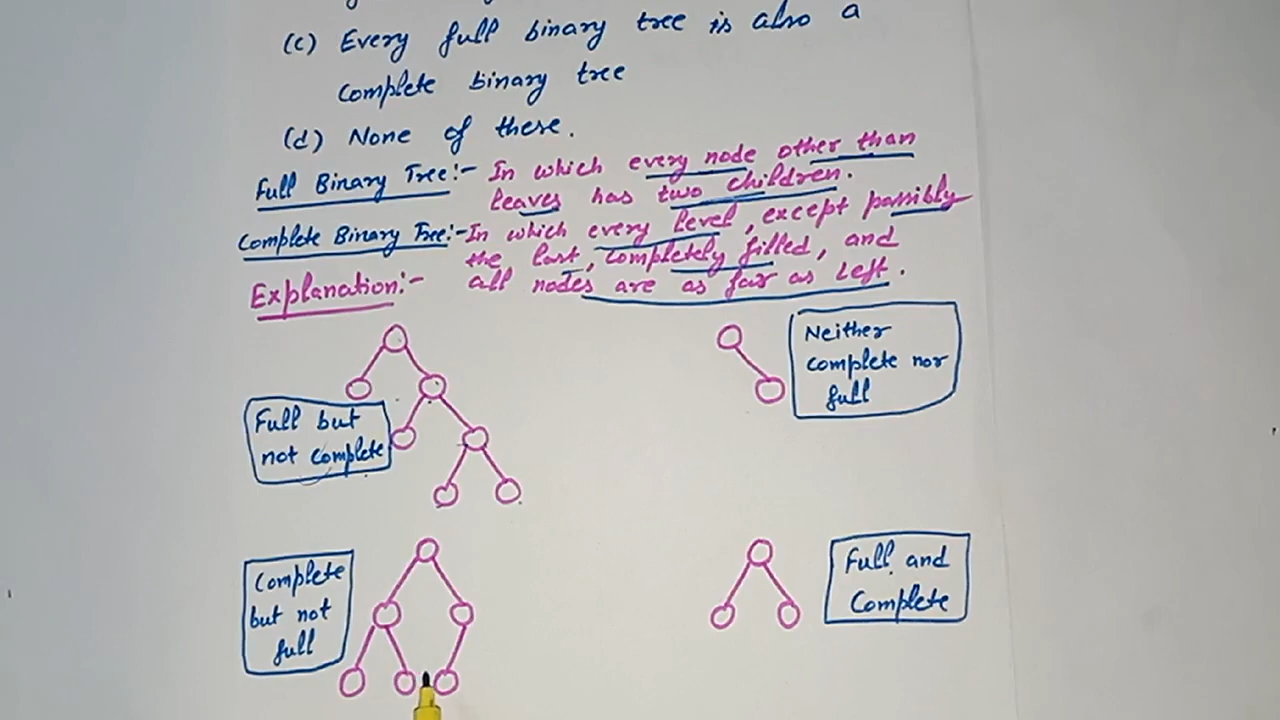 (c) Every full binary tree is also a
complete binary tree
(d) None of these.
Full Binary Tree:- In which every node other than
leaves has two children.
Complete Binary Tree:- In which every level, except possibly
the last, completely filled, and
all nodes are as far as left.
Explanation:-
Neither
complete nor
full
Full but
not complete
Complete
but not
full
Full and
Complete